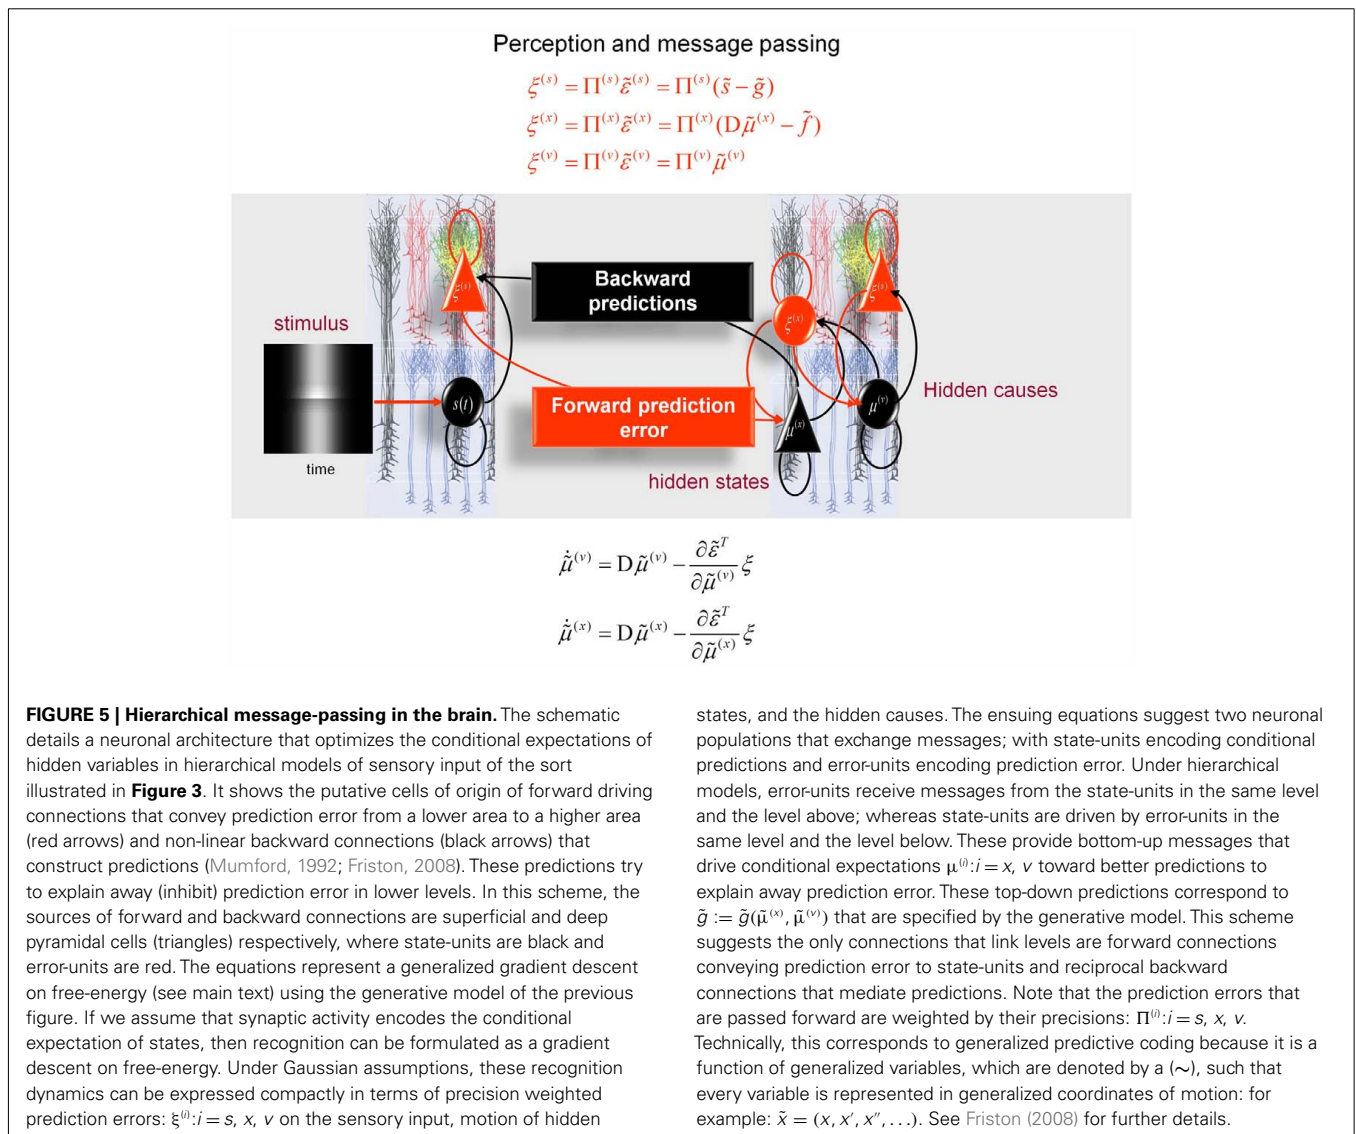 Perception and message passing
ξ⁽ˢ⁾ = Π⁽ˢ⁾ε̃⁽ˢ⁾ = Π⁽ˢ⁾(s̃ − g̃)
ξ⁽ˣ⁾ = Π⁽ˣ⁾ε̃⁽ˣ⁾ = Π⁽ˣ⁾(Dμ̃⁽ˣ⁾ − f̃)
ξ⁽ᵛ⁾ = Π⁽ᵛ⁾ε̃⁽ᵛ⁾ = Π⁽ᵛ⁾μ̃⁽ᵛ⁾
Backward
predictions
ξ⁽ˢ⁾
ξ⁽ˢ⁾
ξ⁽ˣ⁾
stimulus
s(t)
Forward prediction
error
μ⁽ˣ⁾
μ⁽ᵛ⁾
Hidden causes
time
hidden states
μ̃̇⁽ᵛ⁾ = Dμ̃⁽ᵛ⁾ − ∂ε̃ᵀ/∂μ̃⁽ᵛ⁾ ξ
μ̃̇⁽ˣ⁾ = Dμ̃⁽ˣ⁾ − ∂ε̃ᵀ/∂μ̃⁽ˣ⁾ ξ
FIGURE 5 | Hierarchical message-passing in the brain. The schematic
details a neuronal architecture that optimizes the conditional expectations of
hidden variables in hierarchical models of sensory input of the sort
illustrated in Figure 3. It shows the putative cells of origin of forward driving
connections that convey prediction error from a lower area to a higher area
(red arrows) and non-linear backward connections (black arrows) that
construct predictions (Mumford, 1992; Friston, 2008). These predictions try
to explain away (inhibit) prediction error in lower levels. In this scheme, the
sources of forward and backward connections are superficial and deep
pyramidal cells (triangles) respectively, where state-units are black and
error-units are red. The equations represent a generalized gradient descent
on free-energy (see main text) using the generative model of the previous
figure. If we assume that synaptic activity encodes the conditional
expectation of states, then recognition can be formulated as a gradient
descent on free-energy. Under Gaussian assumptions, these recognition
dynamics can be expressed compactly in terms of precision weighted
prediction errors: ξ⁽ⁱ⁾:i = s, x, v on the sensory input, motion of hidden
states, and the hidden causes. The ensuing equations suggest two neuronal
populations that exchange messages; with state-units encoding conditional
predictions and error-units encoding prediction error. Under hierarchical
models, error-units receive messages from the state-units in the same level
and the level above; whereas state-units are driven by error-units in the
same level and the level below. These provide bottom-up messages that
drive conditional expectations μ⁽ⁱ⁾:i = x, v toward better predictions to
explain away prediction error. These top-down predictions correspond to
g̃ := g̃(μ̃⁽ˣ⁾, μ̃⁽ᵛ⁾) that are specified by the generative model. This scheme
suggests the only connections that link levels are forward connections
conveying prediction error to state-units and reciprocal backward
connections that mediate predictions. Note that the prediction errors that
are passed forward are weighted by their precisions: Π⁽ⁱ⁾:i = s, x, v.
Technically, this corresponds to generalized predictive coding because it is a
function of generalized variables, which are denoted by a (∼), such that
every variable is represented in generalized coordinates of motion: for
example: x̃ = (x, x′, x″, . . .). See Friston (2008) for further details.